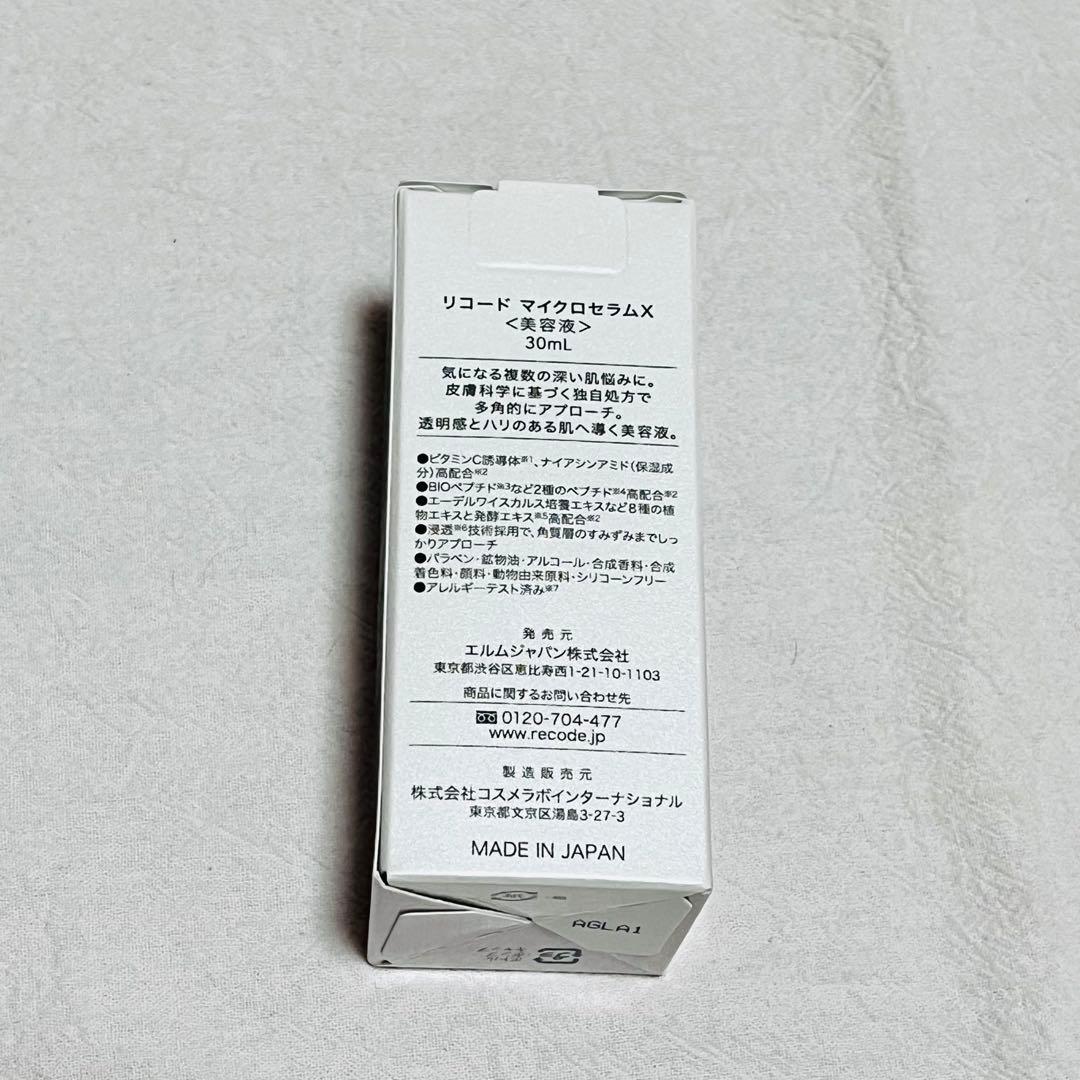 リコード マイクロセラムX
＜美容液＞
30mL
気になる複数の深い肌悩みに。
皮膚科学に基づく独自処方で
多角的にアプローチ。
透明感とハリのある肌へ導く美容液。
●ビタミンC誘導体※1、ナイアシンアミド(保湿成
分)高配合※2
●BIOペプチド※3など2種のペプチド※4高配合※2
●エーデルワイスカルス培養エキスなど8種の植
物エキスと発酵エキス※5高配合※2
●浸透※6技術採用で、角質層のすみずみまでしっ
かりアプローチ
●パラベン・鉱物油・アルコール・合成香料・合成
着色料・顔料・動物由来原料・シリコーンフリー
●アレルギーテスト済み※7
発売元
エルムジャパン株式会社
東京都渋谷区恵比寿西1-21-10-1103
商品に関するお問い合わせ先
0120-704-477
www.recode.jp
製造販売元
株式会社コスメラボインターナショナル
東京都文京区湯島3-27-3
MADE IN JAPAN
AGLA1